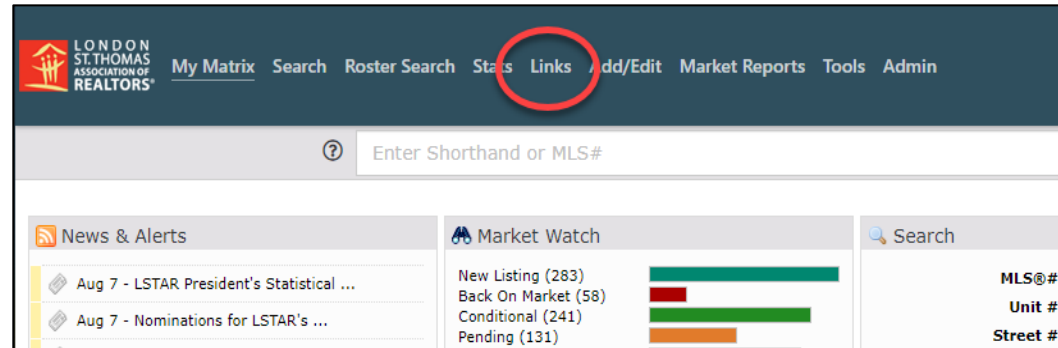 LONDON
ST.THOMAS
ASSOCIATION OF
REALTORS®
My Matrix Search Roster Search Stats Links Add/Edit Market Reports Tools Admin
Enter Shorthand or MLS#
News & Alerts
Aug 7 - LSTAR President's Statistical ...
Aug 7 - Nominations for LSTAR's ...
Market Watch
New Listing (283)
Back On Market (58)
Conditional (241)
Pending (131)
Search
MLS®#
Unit #
Street #